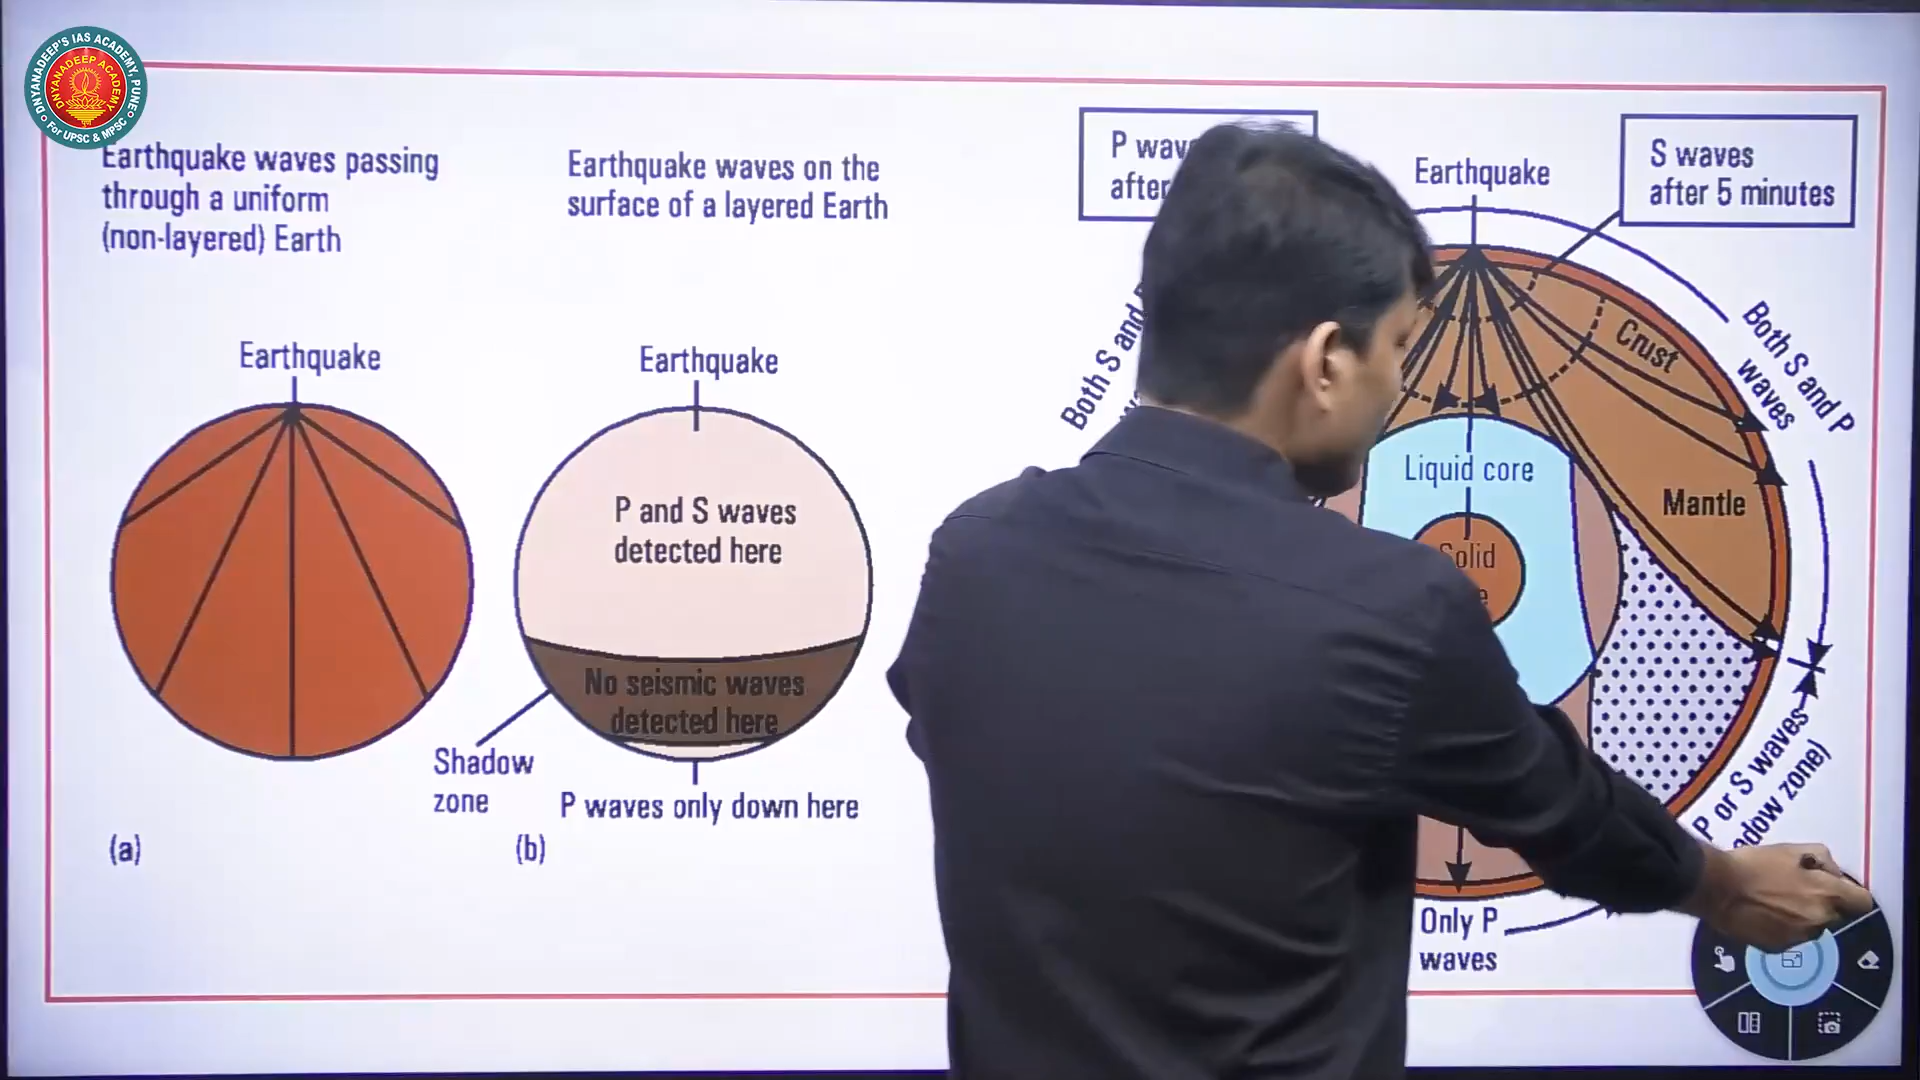 DNYANADEEP'S IAS ACADEMY, PUNE
DNYANADEEP ACADEMY
For UPSC & MPSC
Earthquake waves passing
through a uniform
(non-layered) Earth
Earthquake
(a)
Earthquake waves on the
surface of a layered Earth
Earthquake
P and S waves
detected here
No seismic waves
detected here
Shadow
zone
P waves only down here
(b)
P
after
Earthquake
S waves
after 5 minutes
Both S and
Both S and P
waves
Crust
Mantle
Liquid core
Solid
P or S waves
zone)
Only P
waves